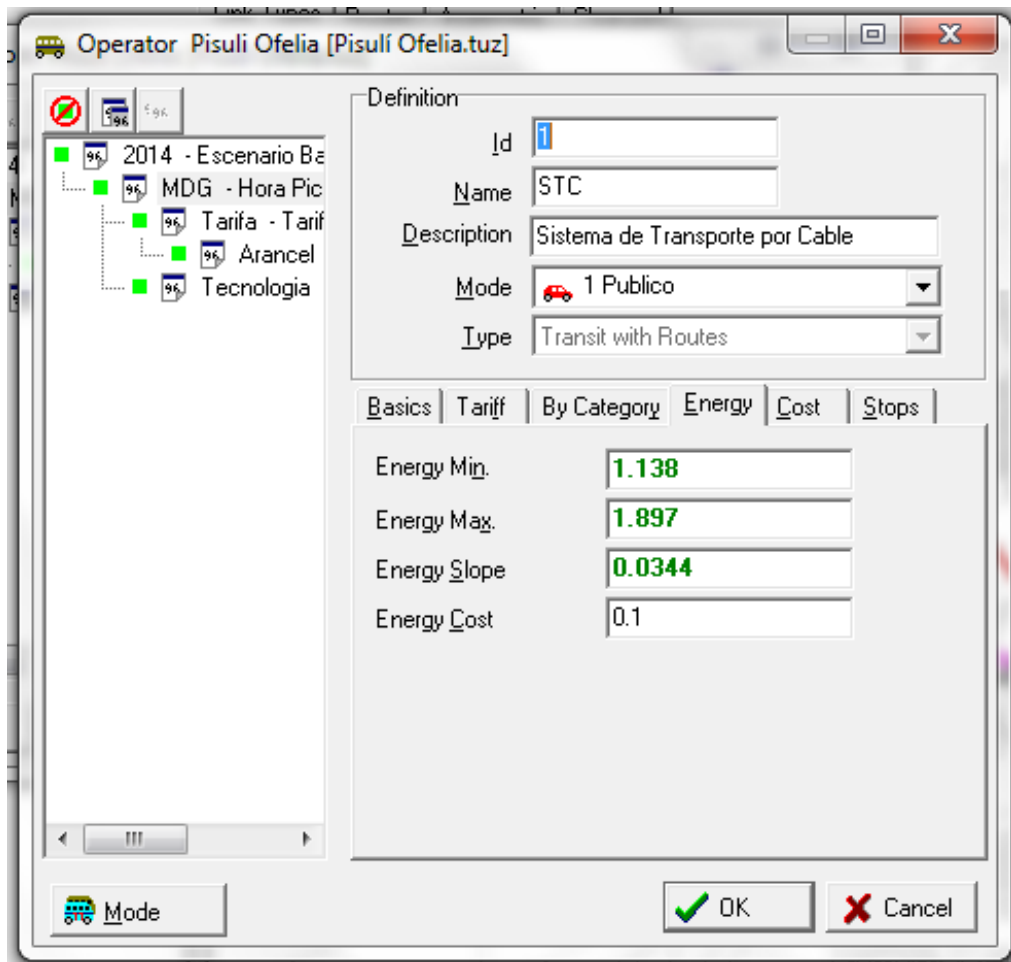 Operator Pisuli Ofelia [Pisulí Ofelia.tuz]
2014 - Escenario Ba
MDG - Hora Pic
Tarifa - Tarif
Arancel
Tecnologia
Mode
Definition
Id 1
Name STC
Description Sistema de Transporte por Cable
Mode 1 Publico
Type Transit with Routes
Basics Tariff By Category Energy Cost Stops
Energy Min. 1.138
Energy Max. 1.897
Energy Slope 0.0344
Energy Cost 0.1
OK Cancel